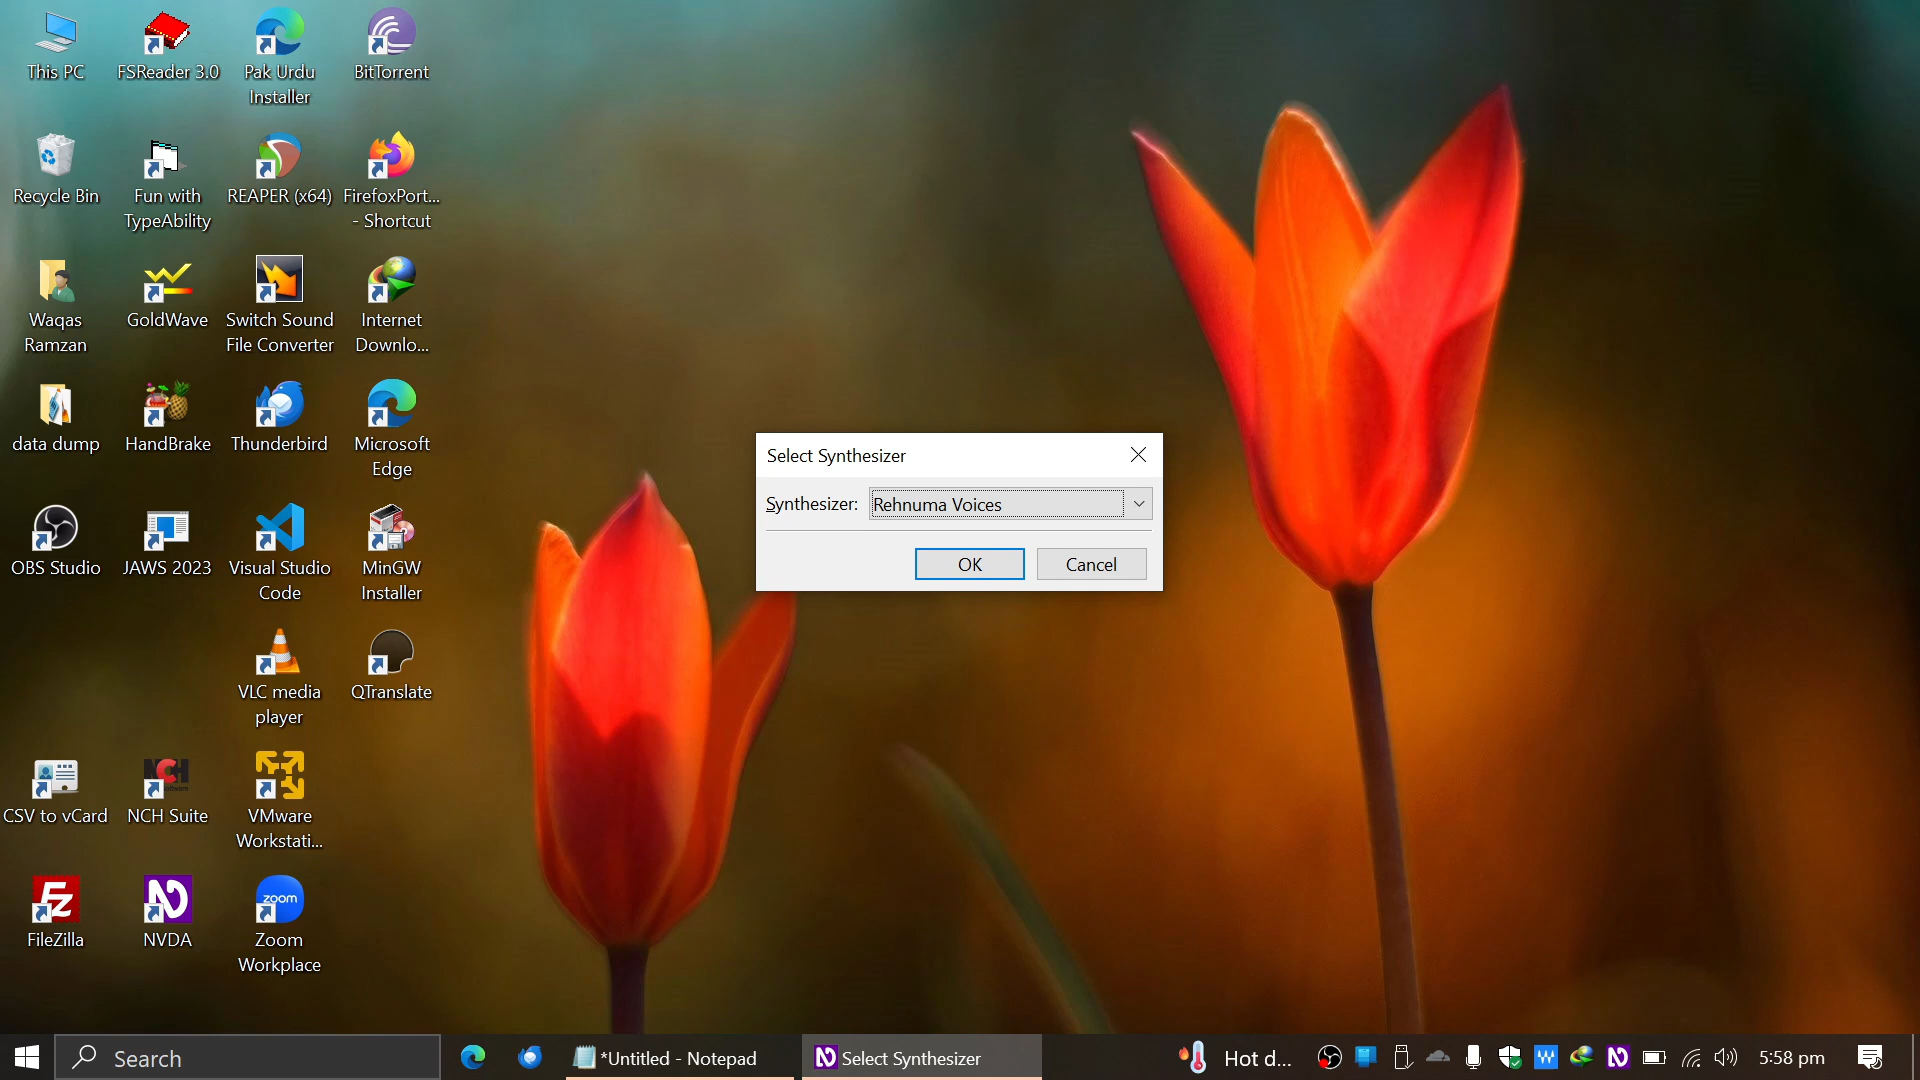 This PC
FSReader 3.0
Pak Urdu
Installer
BitTorrent
Recycle Bin
Fun with
TypeAbility
REAPER (x64)
FirefoxPort...
- Shortcut
Waqas
Ramzan
GoldWave
Switch Sound
File Converter
Internet
Downlo...
data dump
HandBrake
Thunderbird
Microsoft
Edge
OBS Studio
JAWS 2023
Visual Studio
Code
MinGW
Installer
VLC media
player
QTranslate
CSV to vCard
NCH
NCH Suite
VMware
Workstati...
FileZilla
NVDA
zoom
Zoom
Workplace
Select Synthesizer
Synthesizer: Rehnuma Voices
OK Cancel
Search
*Untitled - Notepad
Select Synthesizer
Hot d...
5:58 pm